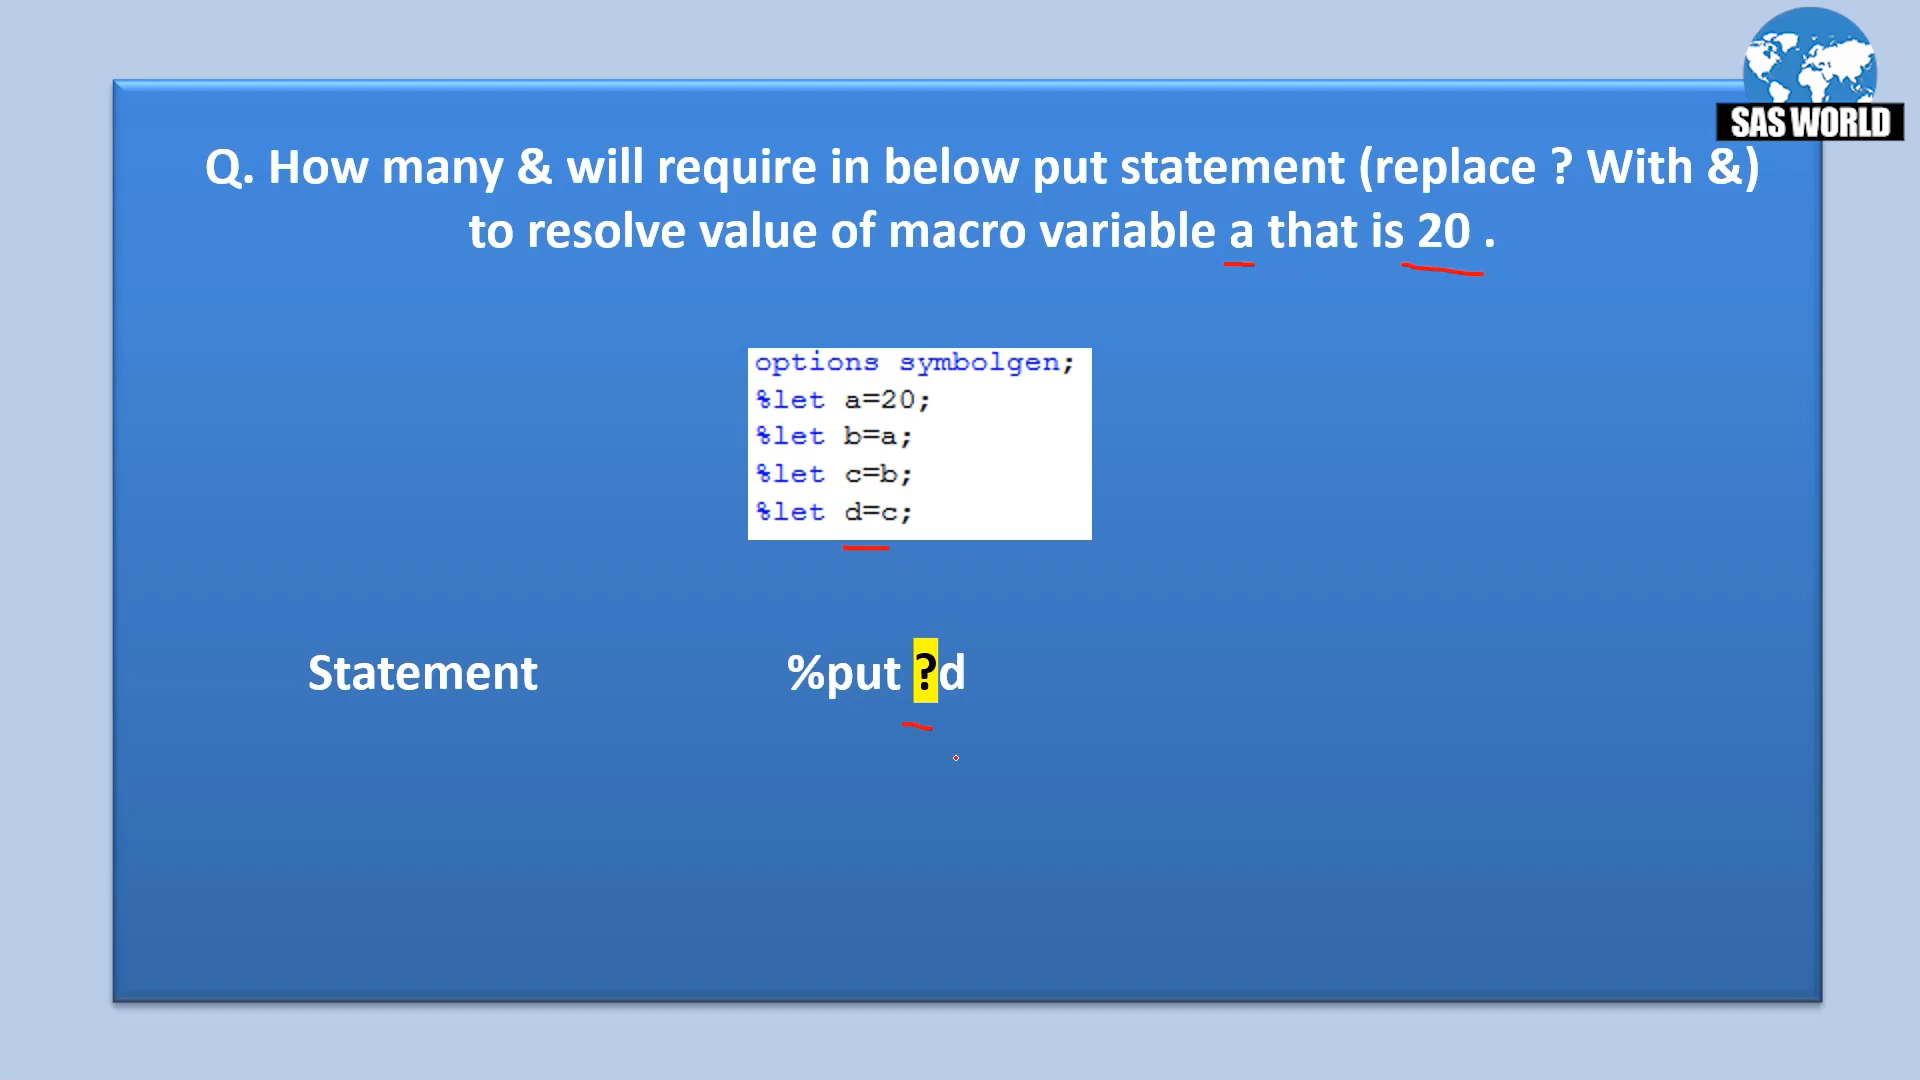 SAS WORLD
Q. How many & will require in below put statement (replace ? With &)
to resolve value of macro variable a that is 20 .
options symbolgen;
%let a=20;
%let b=a;
%let c=b;
%let d=c;
Statement %put ?d